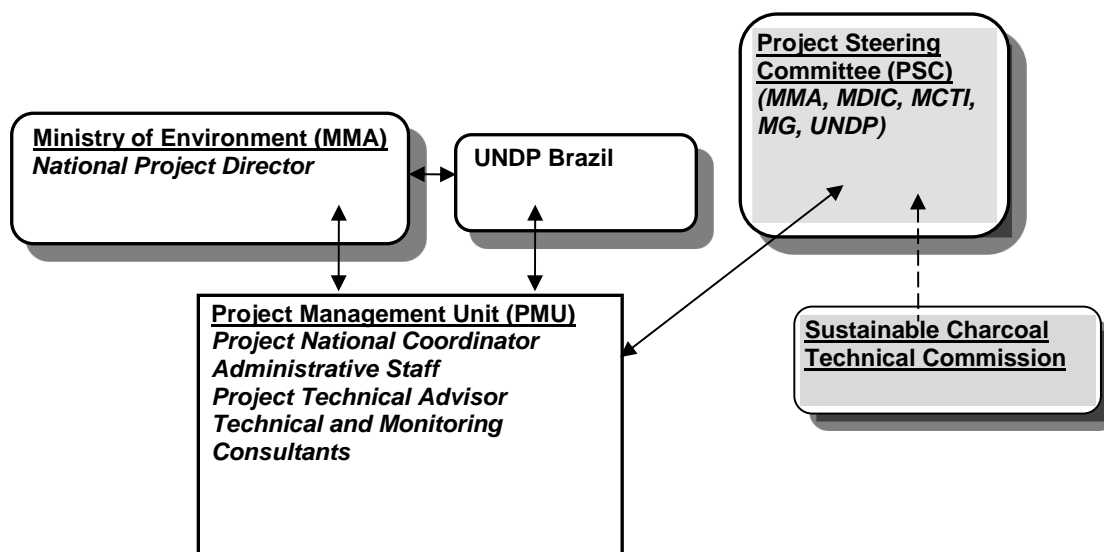 Project Steering
Committee (PSC)
(MMA, MDIC, MCTI,
MG, UNDP)
Ministry of Environment (MMA)
National Project Director
UNDP Brazil
Project Management Unit (PMU)
Project National Coordinator
Administrative Staff
Project Technical Advisor
Technical and Monitoring
Consultants
Sustainable Charcoal
Technical Commission